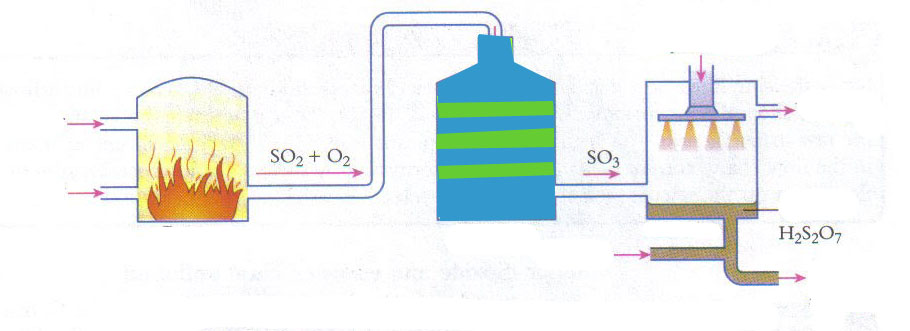 SO₂ + O₂
SO₃
H₂S₂O₇